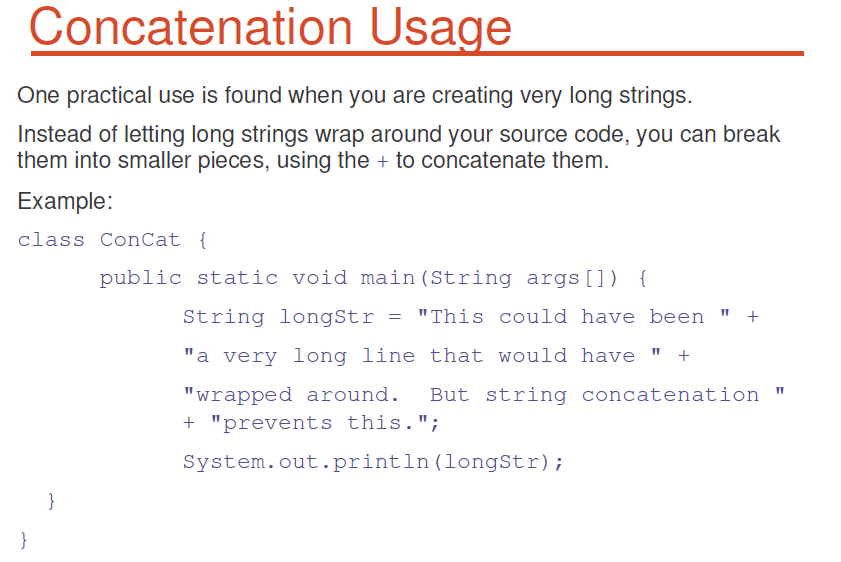 Concatenation Usage
One practical use is found when you are creating very long strings.
Instead of letting long strings wrap around your source code, you can break
them into smaller pieces, using the + to concatenate them.
Example:
class ConCat {
public static void main(String args[]) {
String longStr = "This could have been " +
"a very long line that would have " +
"wrapped around.  But string concatenation "
+ "prevents this.";
System.out.println(longStr);
}
}